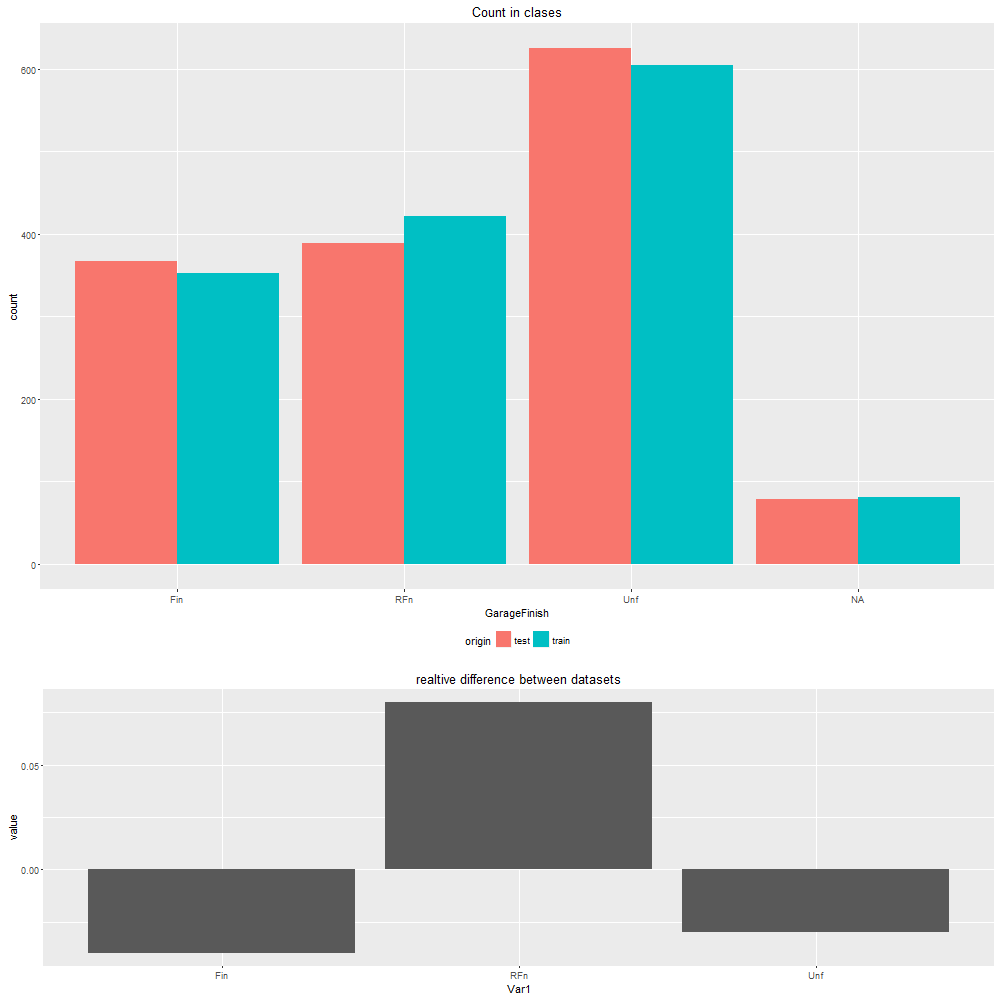 Count in clases
600
400
200
0
count
Fin RFn Unf NA
GarageFinish
origin test train
realtive difference between datasets
0.05
0.00
value
Fin RFn Unf
Var1